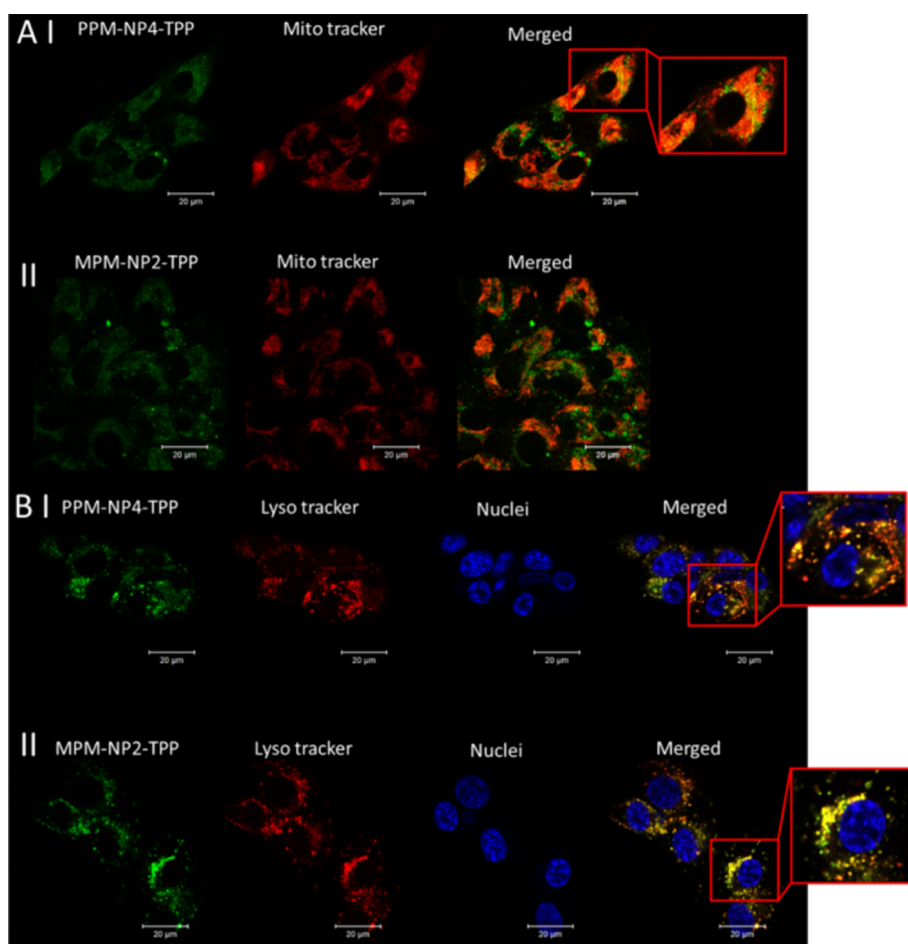 A I
PPM-NP4-TPP Mito tracker Merged
20 µm 20 µm 20 µm
II
MPM-NP2-TPP Mito tracker Merged
20 µm 20 µm 20 µm
B I
PPM-NP4-TPP Lyso tracker Nuclei Merged
20 µm 20 µm 20 µm 20 µm
II
MPM-NP2-TPP Lyso tracker Nuclei Merged
20 µm 20 µm 20 µm 20 µm